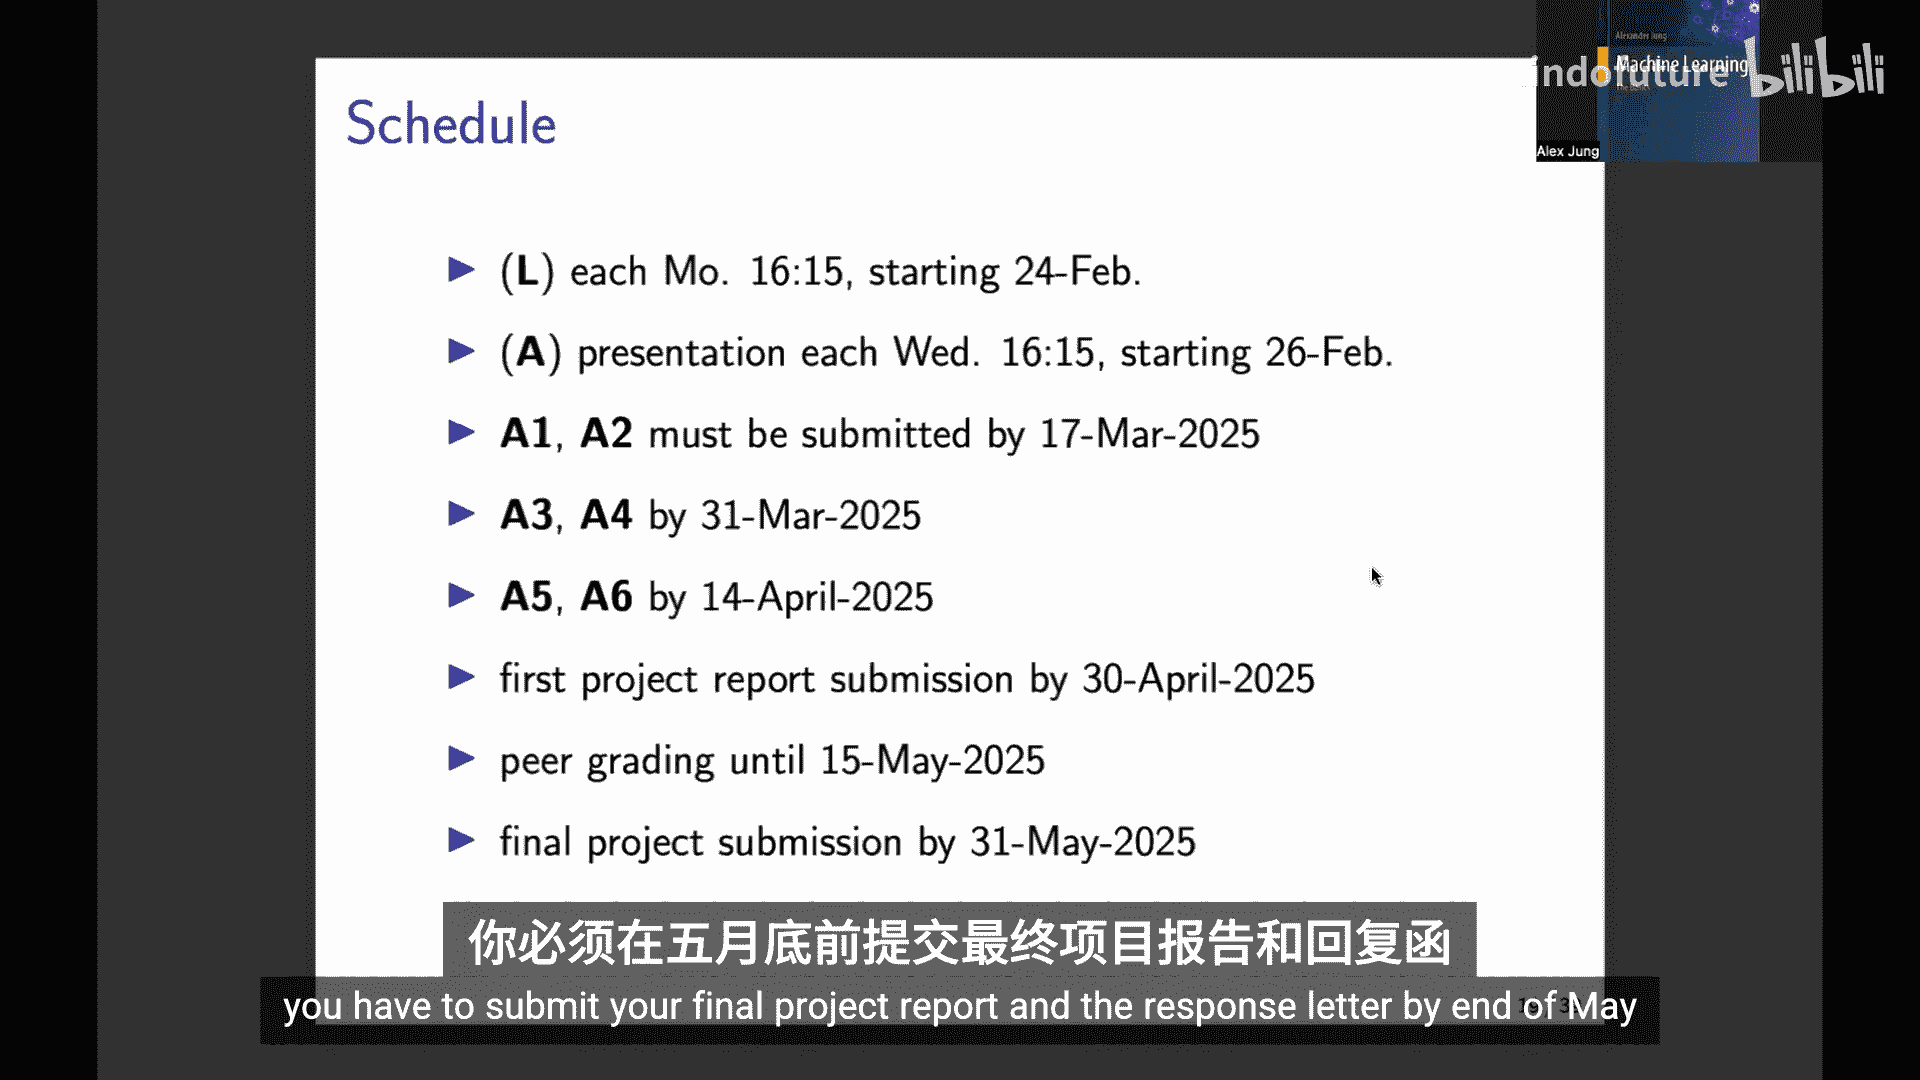 Alexander Jung
Machine Learning
indofuture bilibili
Alex Jung
Schedule
▶ (L) each Mo. 16:15, starting 24-Feb.
▶ (A) presentation each Wed. 16:15, starting 26-Feb.
▶ A1, A2 must be submitted by 17-Mar-2025
▶ A3, A4 by 31-Mar-2025
▶ A5, A6 by 14-April-2025
▶ first project report submission by 30-April-2025
▶ peer grading until 15-May-2025
▶ final project submission by 31-May-2025
你必须在五月底前提交最终项目报告和回复函
you have to submit your final project report and the response letter by end of May